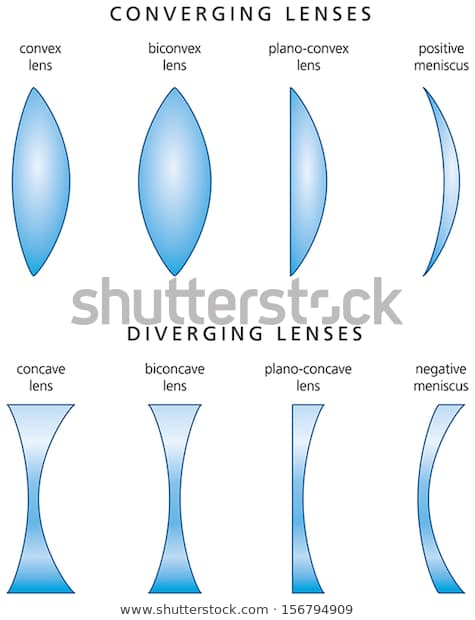 CONVERGING LENSES
convex biconvex plano-convex positive
lens lens lens meniscus
shutterstock
DIVERGING LENSES
concave biconcave plano-concave negative
lens lens lens meniscus
www.shutterstock.com · 156794909